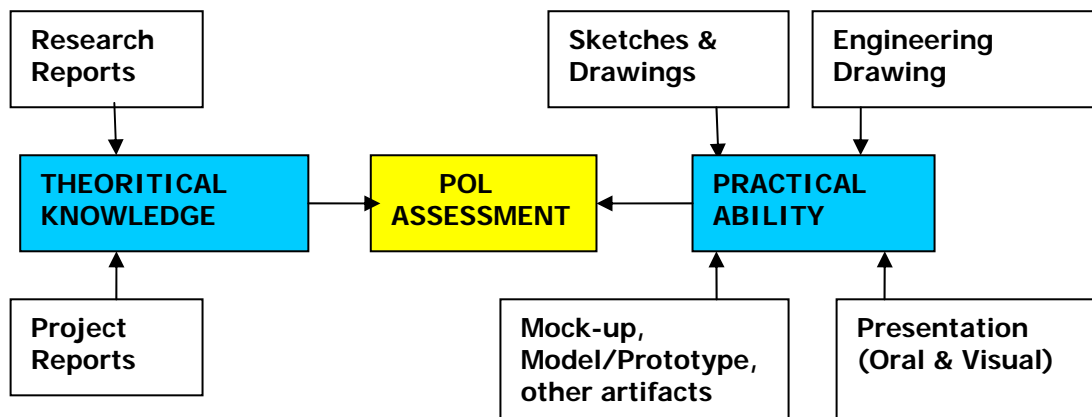 Research
Reports
Sketches &
Drawings
Engineering
Drawing
THEORITICAL
KNOWLEDGE
POL
ASSESSMENT
PRACTICAL
ABILITY
Project
Reports
Mock-up,
Model/Prototype,
other artifacts
Presentation
(Oral & Visual)